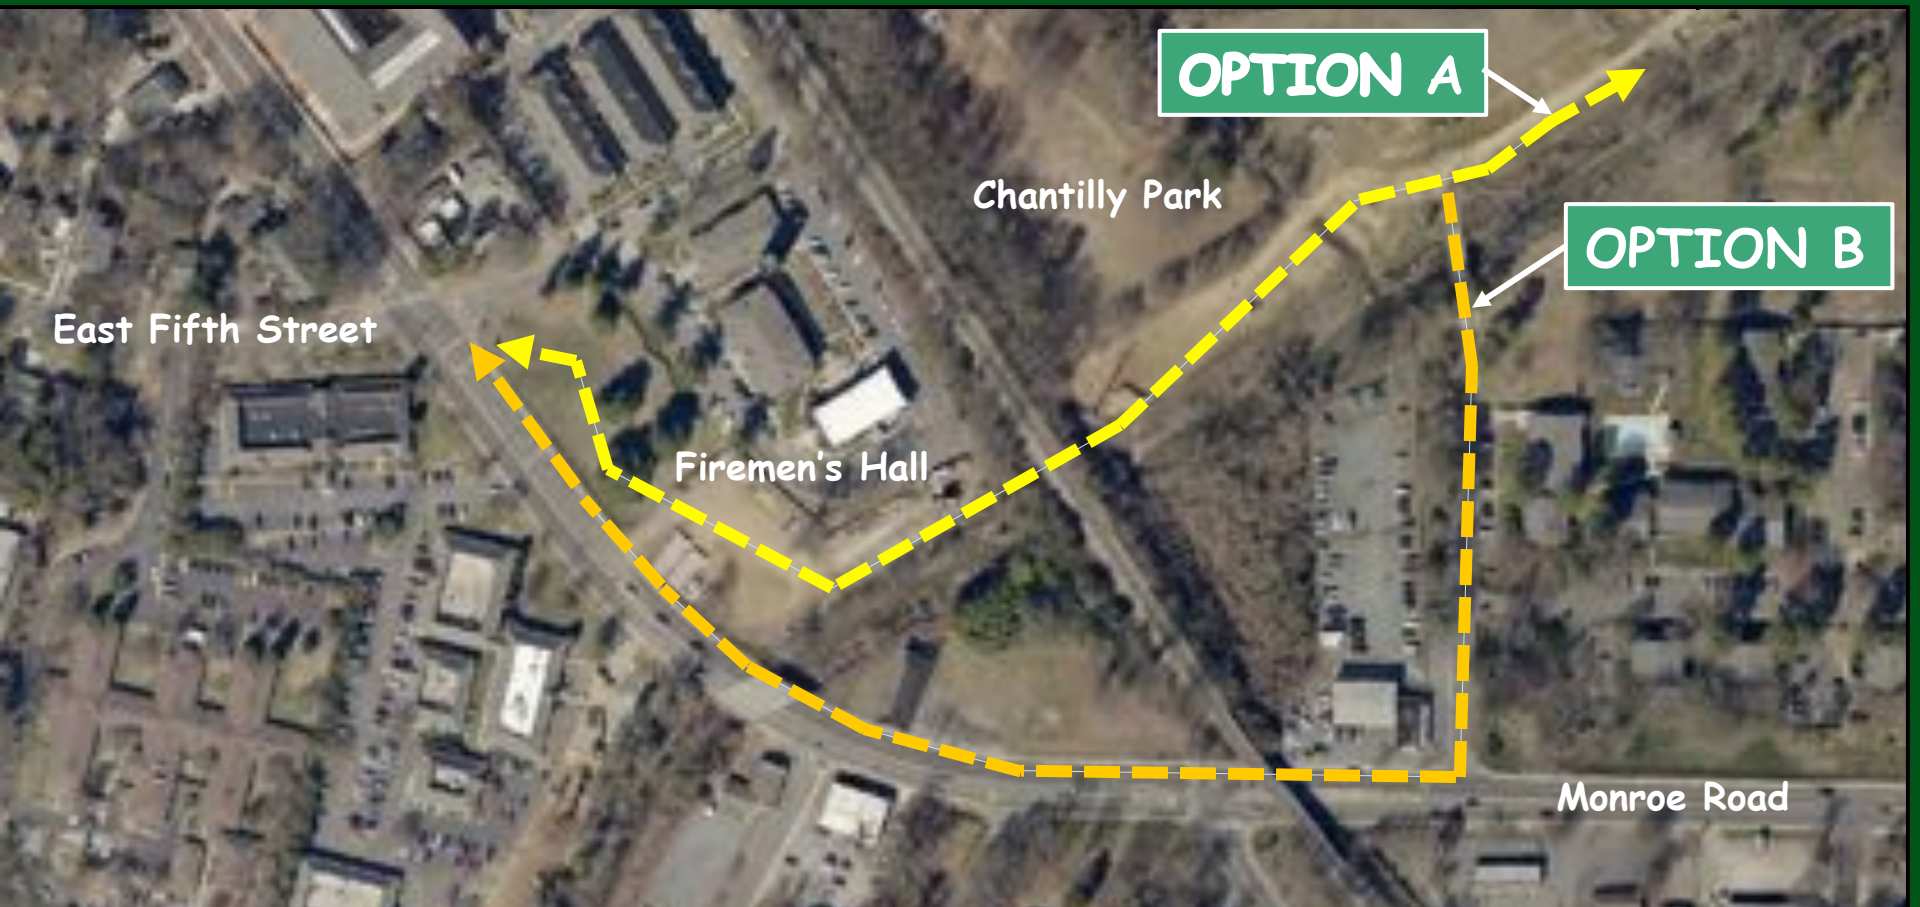 OPTION A
Chantilly Park
OPTION B
East Fifth Street
Firemen's Hall
Monroe Road